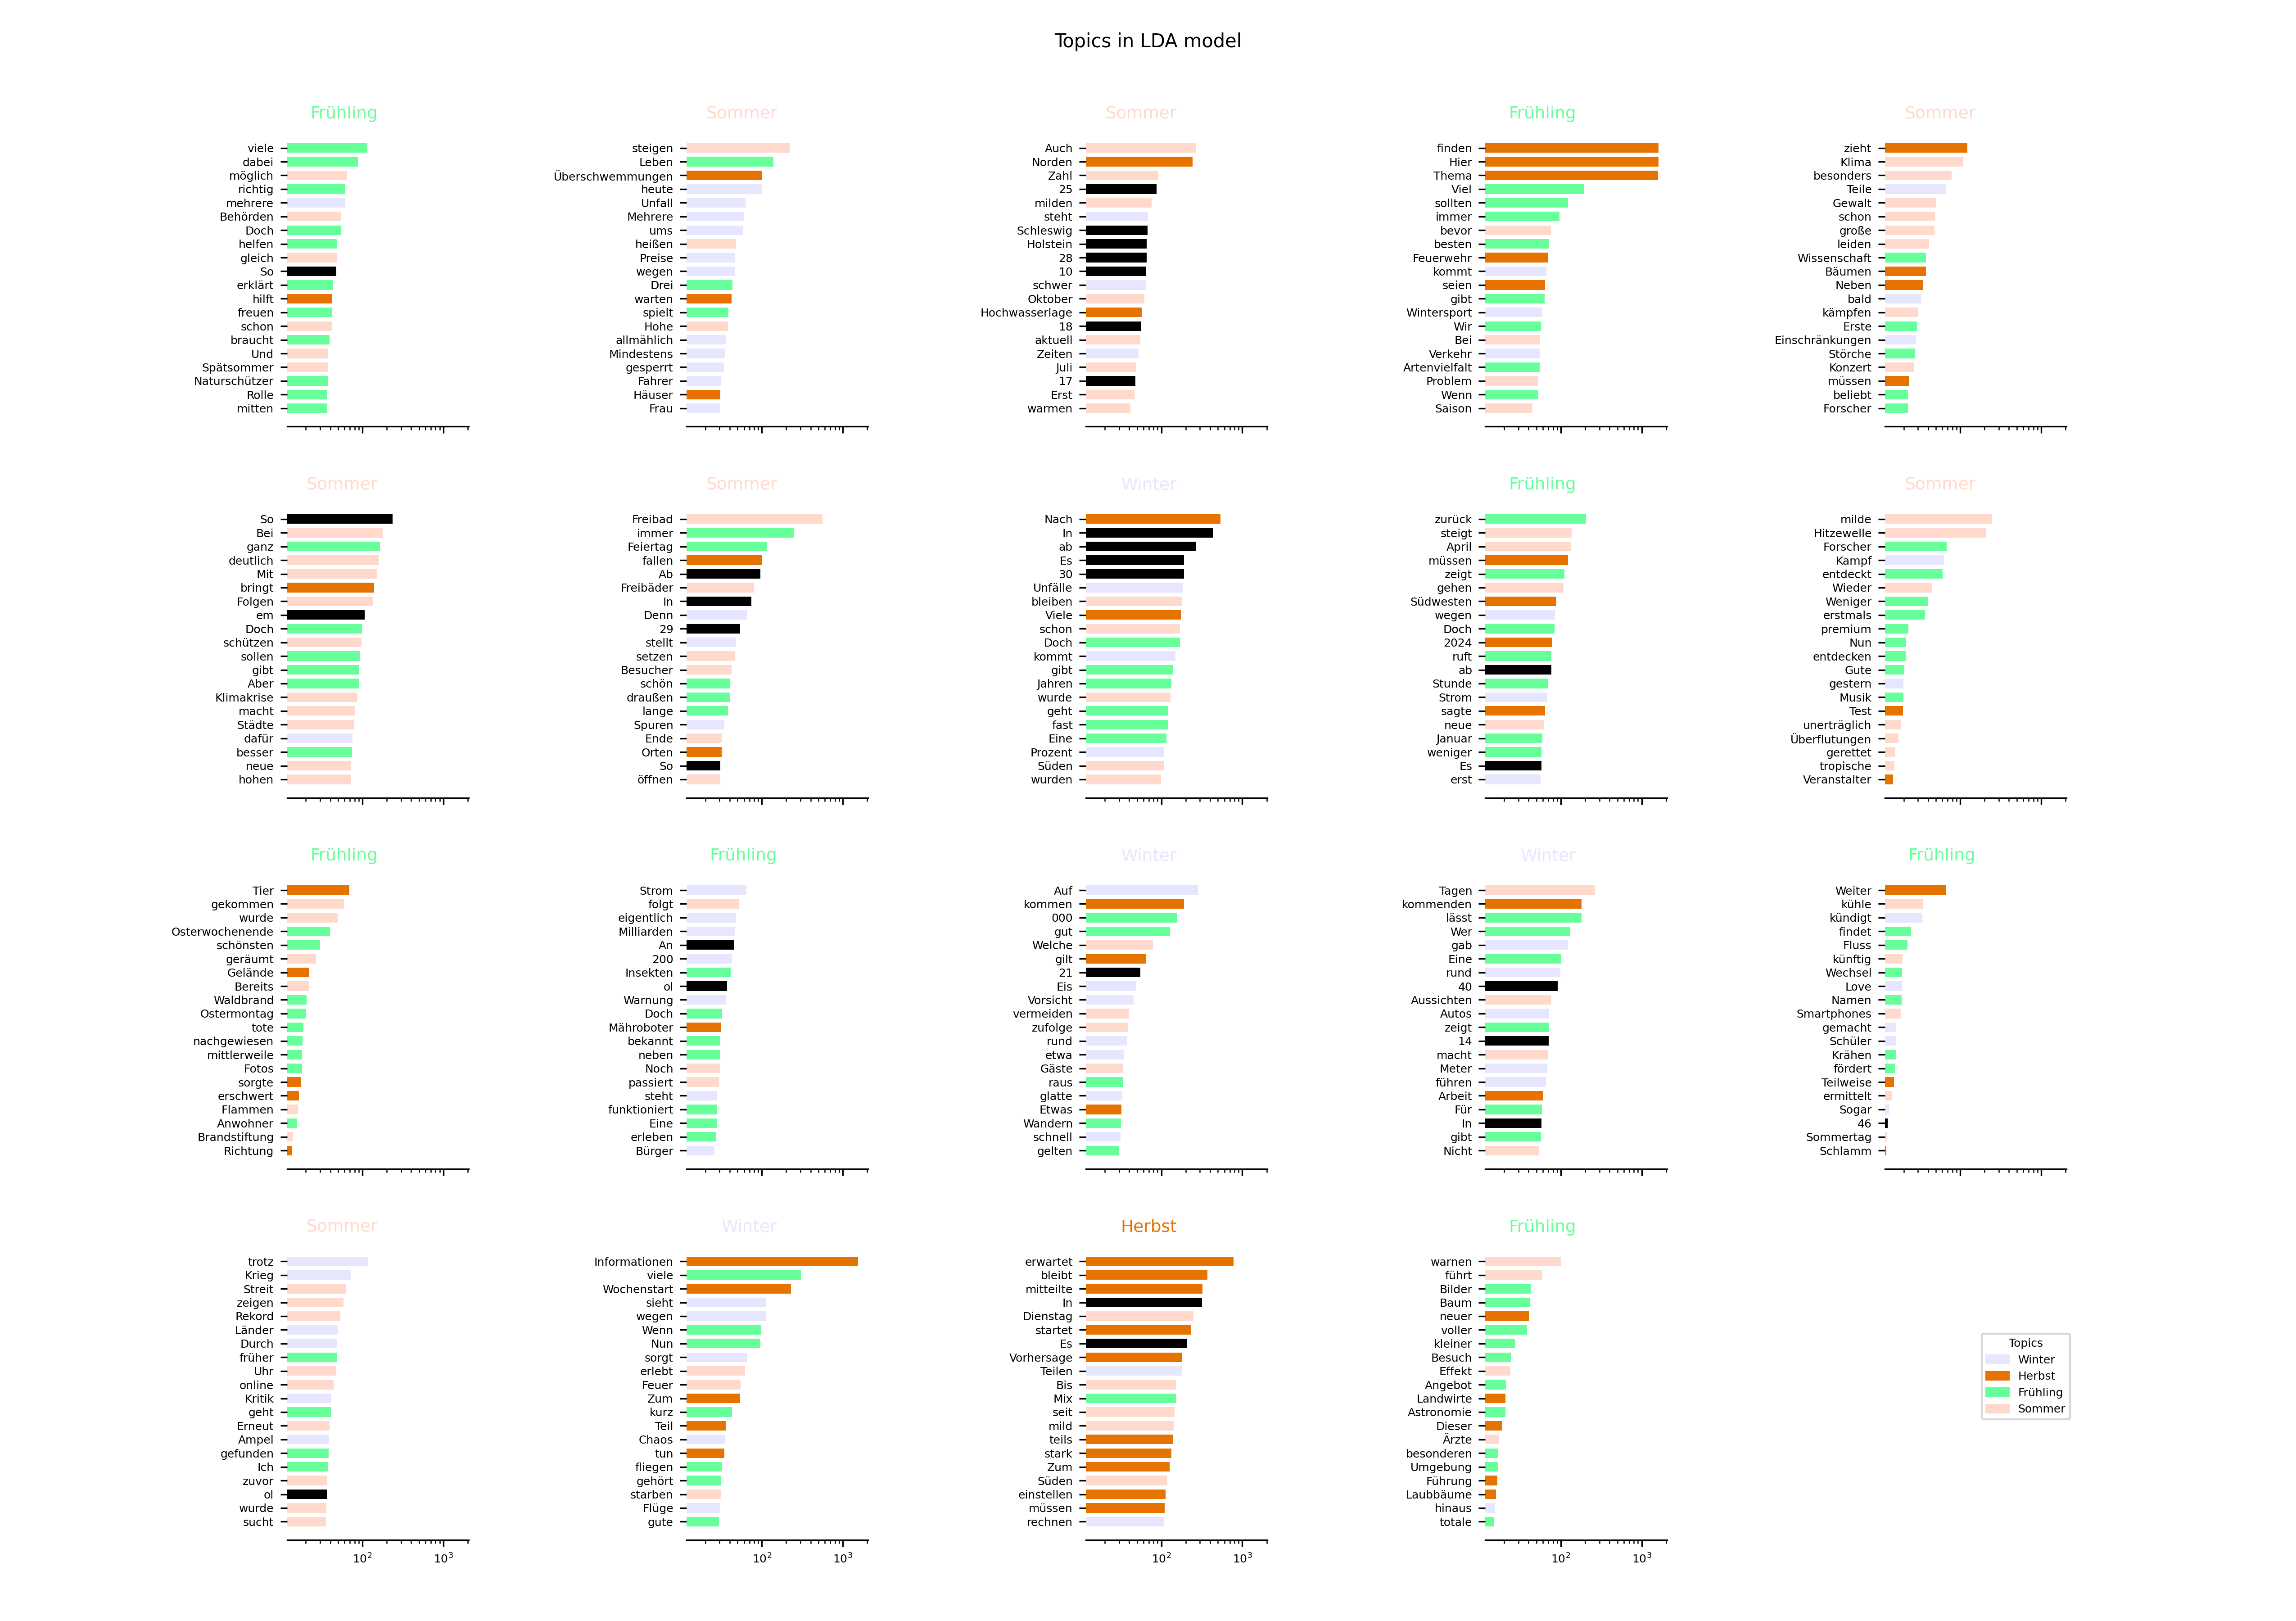 Topics in LDA model
Frühling
viele
dabei
möglich
richtig
mehrere
Behörden
Doch
helfen
gleich
So
erklärt
hilft
freuen
schon
braucht
Und
Spätsommer
Naturschützer
Rolle
mitten
Sommer
steigen
Leben
Überschwemmungen
heute
Unfall
Mehrere
ums
heißen
Preise
wegen
Drei
warten
spielt
Hohe
allmählich
Mindestens
gesperrt
Fahrer
Häuser
Frau
Sommer
Auch
Norden
Zahl
25
milden
steht
Schleswig
Holstein
28
10
schwer
Oktober
Hochwasserlage
18
aktuell
Zeiten
Juli
17
Erst
warmen
Frühling
finden
Hier
Thema
Viel
sollten
immer
bevor
besten
Feuerwehr
kommt
seien
gibt
Wintersport
Wir
Bei
Verkehr
Artenvielfalt
Problem
Wenn
Saison
Sommer
zieht
Klima
besonders
Teile
Gewalt
schon
große
leiden
Wissenschaft
Bäumen
Neben
bald
kämpfen
Erste
Einschränkungen
Störche
Konzert
müssen
beliebt
Forscher
Sommer
So
Bei
ganz
deutlich
Mit
bringt
Folgen
em
Doch
schützen
sollen
gibt
Aber
Klimakrise
macht
Städte
dafür
besser
neue
hohen
Sommer
Freibad
immer
Feiertag
fallen
Ab
Freibäder
In
Denn
29
stellt
setzen
Besucher
schön
draußen
lange
Spuren
Ende
Orten
So
öffnen
Winter
Nach
In
ab
Es
30
Unfälle
bleiben
Viele
schon
Doch
kommt
gibt
Jahren
wurde
geht
fast
Eine
Prozent
Süden
wurden
Frühling
zurück
steigt
April
müssen
zeigt
gehen
Südwesten
wegen
Doch
2024
ruft
ab
Stunde
Strom
sagte
neue
Januar
weniger
Es
erst
Sommer
milde
Hitzewelle
Forscher
Kampf
entdeckt
Wieder
Weniger
erstmals
premium
Nun
entdecken
Gute
gestern
Musik
Test
unerträglich
Überflutungen
gerettet
tropische
Veranstalter
Frühling
Tier
gekommen
wurde
Osterwochenende
schönsten
geräumt
Gelände
Bereits
Waldbrand
Ostermontag
tote
nachgewiesen
mittlerweile
Fotos
sorgte
erschwert
Flammen
Anwohner
Brandstiftung
Richtung
Frühling
Strom
folgt
eigentlich
Milliarden
An
200
Insekten
ol
Warnung
Doch
Mähroboter
bekannt
neben
Noch
passiert
steht
funktioniert
Eine
erleben
Bürger
Winter
Auf
kommen
000
gut
Welche
gilt
21
Eis
Vorsicht
vermeiden
zufolge
rund
etwa
Gäste
raus
glatte
Etwas
Wandern
schnell
gelten
Winter
Tagen
kommenden
lässt
Wer
gab
Eine
rund
40
Aussichten
Autos
zeigt
14
macht
Meter
führen
Arbeit
Für
In
gibt
Nicht
Frühling
Weiter
kühle
kündigt
findet
Fluss
künftig
Wechsel
Love
Namen
Smartphones
gemacht
Schüler
Krähen
fördert
Teilweise
ermittelt
Sogar
46
Sommertag
Schlamm
Sommer
trotz
Krieg
Streit
zeigen
Rekord
Länder
Durch
früher
Uhr
online
Kritik
geht
Erneut
Ampel
gefunden
Ich
zuvor
ol
wurde
sucht
10² 10³
Winter
Informationen
viele
Wochenstart
sieht
wegen
Wenn
Nun
sorgt
erlebt
Feuer
Zum
kurz
Teil
Chaos
tun
fliegen
gehört
starben
Flüge
gute
10² 10³
Herbst
erwartet
bleibt
mitteilte
In
Dienstag
startet
Es
Vorhersage
Teilen
Bis
Mix
seit
mild
teils
stark
Zum
Süden
einstellen
müssen
rechnen
10² 10³
Frühling
warnen
führt
Bilder
Baum
neuer
voller
kleiner
Besuch
Effekt
Angebot
Landwirte
Astronomie
Dieser
Ärzte
besonderen
Umgebung
Führung
Laubbäume
hinaus
totale
10² 10³
Topics
Winter
Herbst
Frühling
Sommer